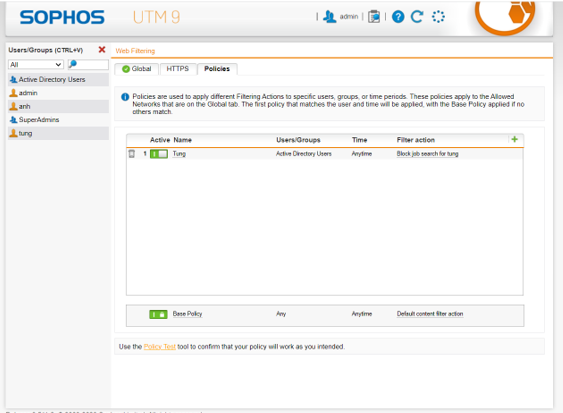 SOPHOS UTM 9 admin
Users/Groups (CTRL+V) Web Filtering
All
Global HTTPS Policies
Active Directory Users
admin
anh
SuperAdmins
tung
Policies are used to apply different Filtering Actions to specific users, groups, or time periods. These policies apply to the Allowed
Networks that are on the Global tab. The first policy that matches the user and time will be applied, with the Base Policy applied if no
others match.
Active Name Users/Groups Time Filter action
1 Tung Active Directory Users Anytime Block job search for tung
Base Policy Any Anytime Default content filter action
Use the Policy Test tool to confirm that your policy will work as you intended.